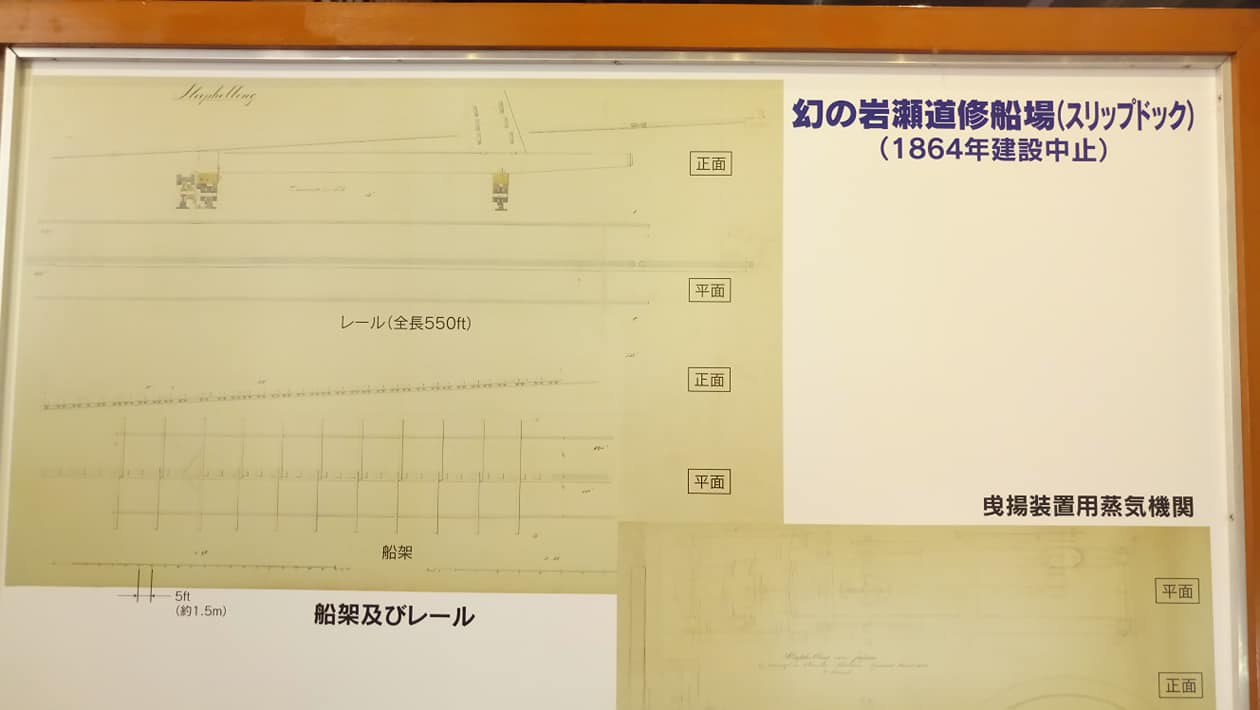 幻の岩瀬道修船場(スリップドック)
(1864年建設中止)
正面
平面
レール(全長550ft)
正面
平面
船架
5ft
(約1.5m)
船架及びレール
曳揚装置用蒸気機関
平面
正面